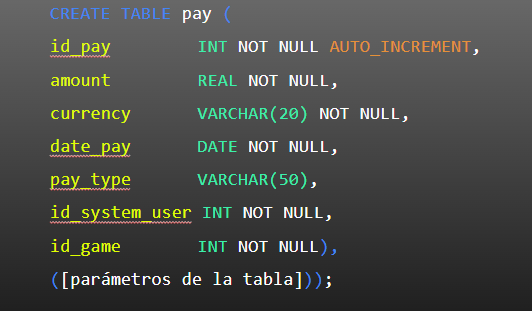 CREATE TABLE pay (
id_pay INT NOT NULL AUTO_INCREMENT,
amount REAL NOT NULL,
currency VARCHAR(20) NOT NULL,
date_pay DATE NOT NULL,
pay_type VARCHAR(50),
id_system_user INT NOT NULL,
id_game INT NOT NULL),
([parámetros de la tabla]));